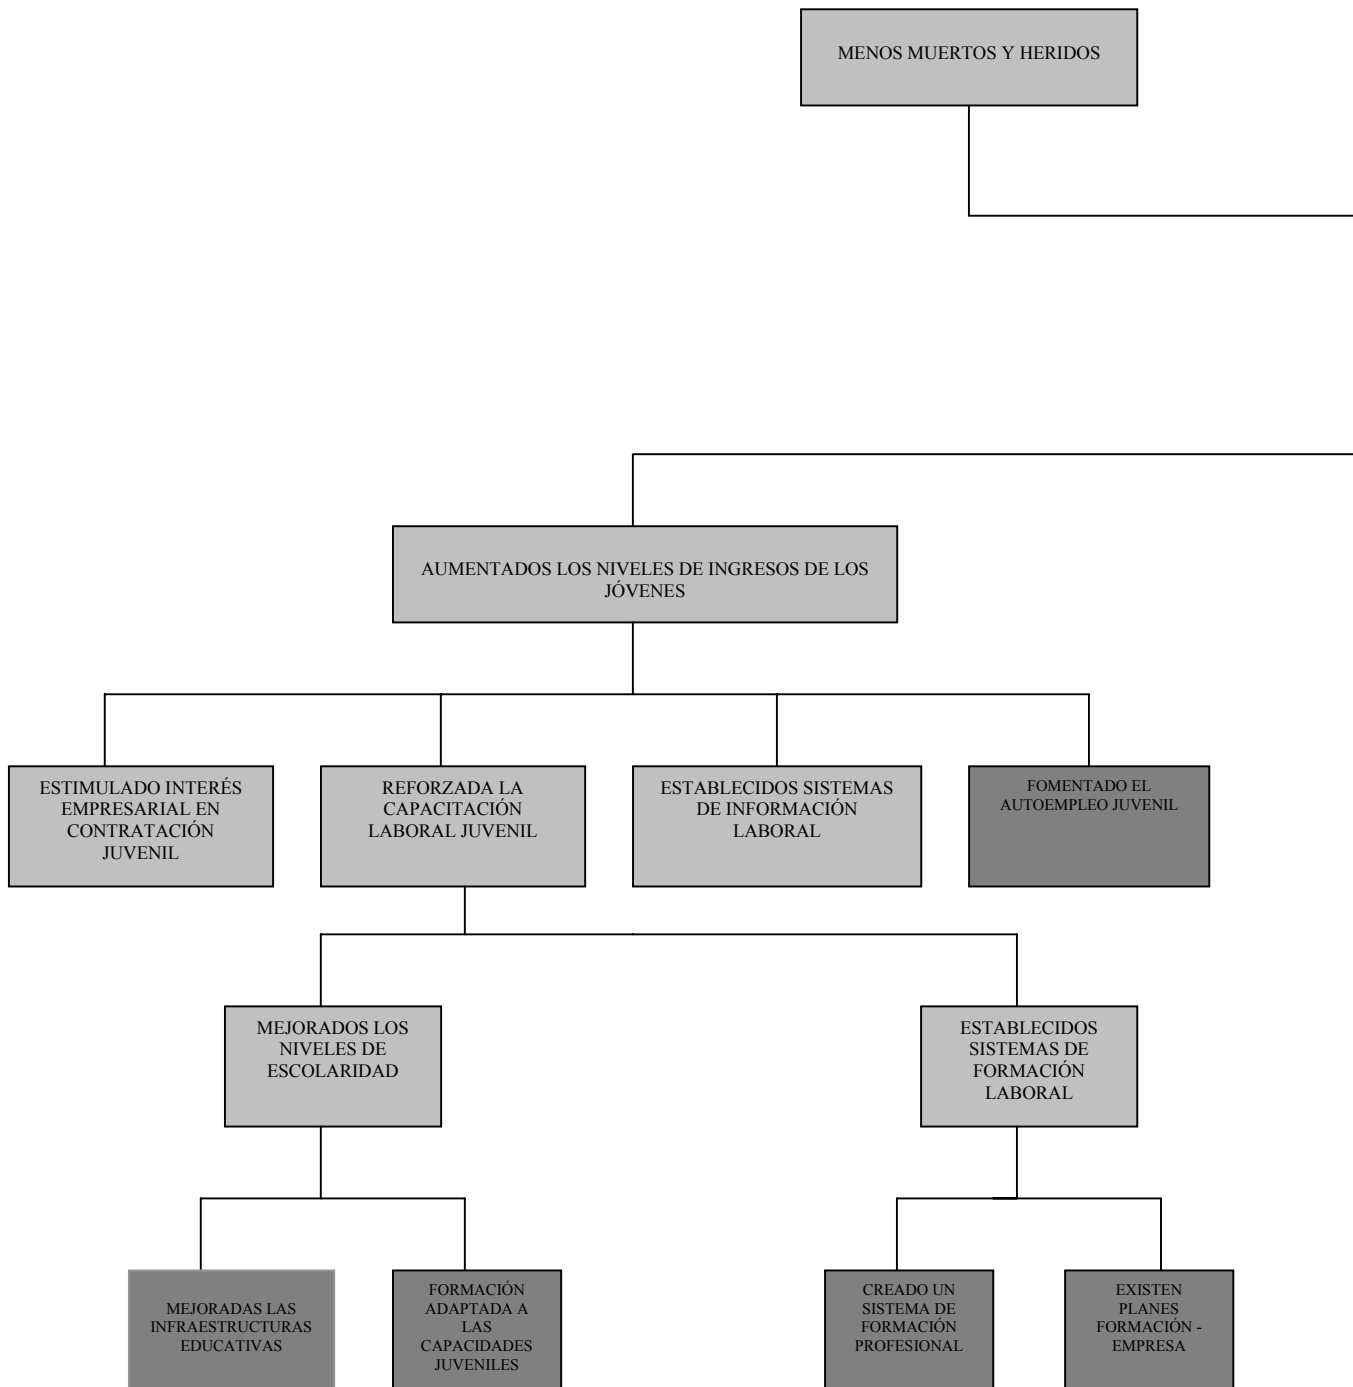 MENOS MUERTOS Y HERIDOS
AUMENTADOS LOS NIVELES DE INGRESOS DE LOS
JÓVENES
ESTIMULADO INTERÉS
EMPRESARIAL EN
CONTRATACIÓN
JUVENIL
REFORZADA LA
CAPACITACIÓN
LABORAL JUVENIL
ESTABLECIDOS SISTEMAS
DE INFORMACIÓN
LABORAL
FOMENTADO EL
AUTOEMPLEO JUVENIL
MEJORADOS LOS
NIVELES DE
ESCOLARIDAD
ESTABLECIDOS
SISTEMAS DE
FORMACIÓN
LABORAL
MEJORADAS LAS
INFRAESTRUCTURAS
EDUCATIVAS
FORMACIÓN
ADAPTADA A
LAS
CAPACIDADES
JUVENILES
CREADO UN
SISTEMA DE
FORMACIÓN
PROFESIONAL
EXISTEN
PLANES
FORMACIÓN -
EMPRESA